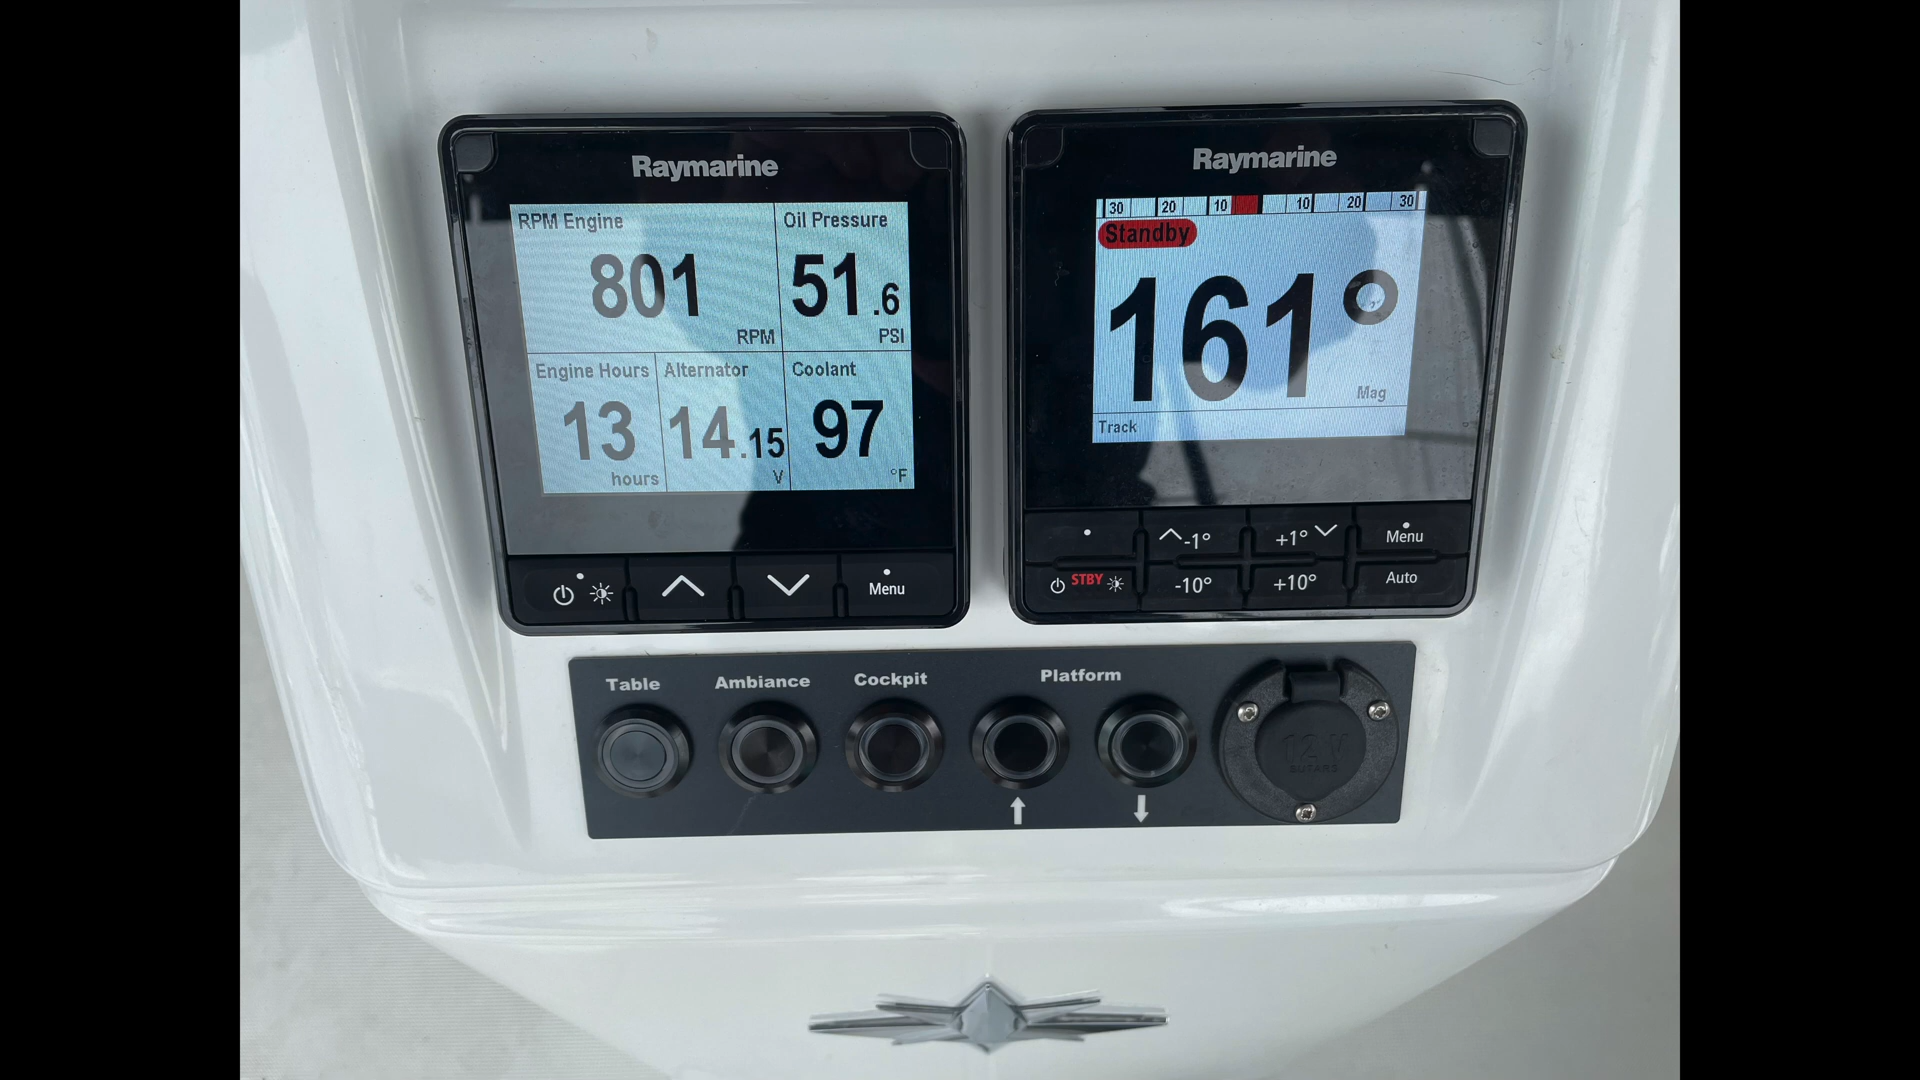 Raymarine
RPM Engine
801
RPM
Oil Pressure
51.6
PSI
Engine Hours
13
hours
Alternator
14.15
V
Coolant
97
°F
Menu
Raymarine
30 20 10 10 20 30
Standby
161°
Mag
Track
-1° +1° Menu
STBY -10° +10° Auto
Table Ambiance Cockpit Platform
12 V